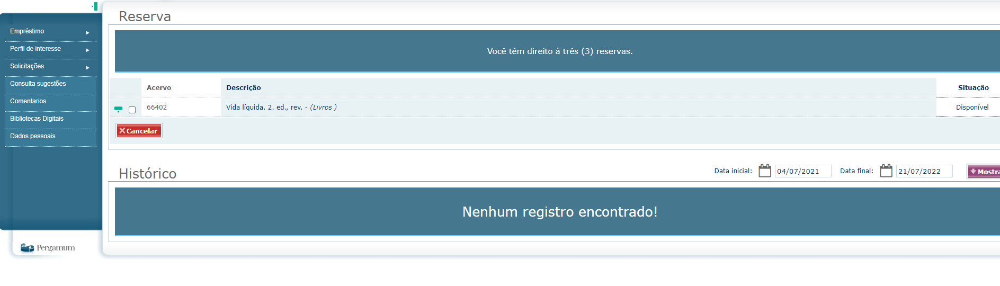 Reserva
Empréstimo
Perfil de interesse
Solicitações
Consulta sugestões
Comentarios
Bibliotecas Digitais
Dados pessoais
Você têm direito à três (3) reservas.
Acervo Descrição Situação
66402 Vida líquida. 2. ed., rev. - (Livros ) Disponível
Cancelar
Histórico Data inicial: 04/07/2021 Data final: 21/07/2022 Mostra
Nenhum registro encontrado!
Pergamum